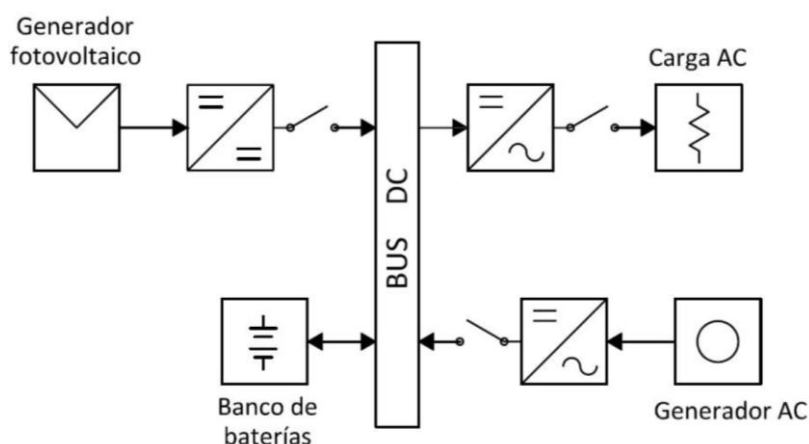 Generador
fotovoltaico
Carga AC
BUS DC
Banco de
baterías
Generador AC